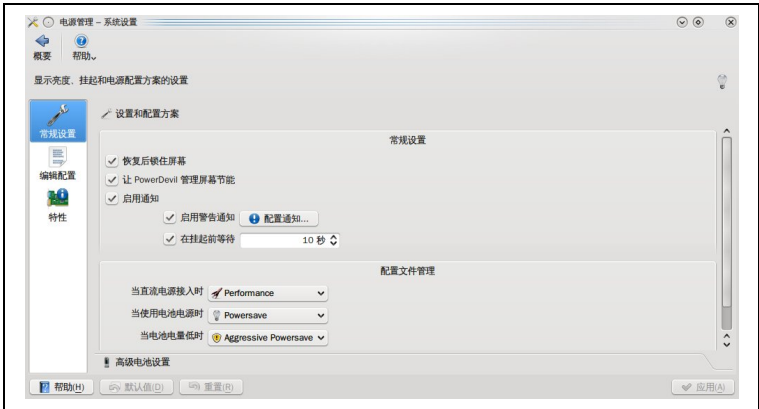 电源管理 – 系统设置
概要
帮助
显示亮度，挂起和电源配置方案的设置
常规设置
编辑配置
特性
设置和配置方案
常规设置
恢复后锁住屏幕
让 PowerDevil 管理屏幕节能
启用通知
启用警告通知 配置通知...
在挂起前等待 10 秒
配置文件管理
当直流电源接入时 Performance
当使用电池电源时 Powersave
当电池电量低时 Aggressive Powersave
高级电池设置
帮助(H) 默认值(D) 重置(R) 应用(A)